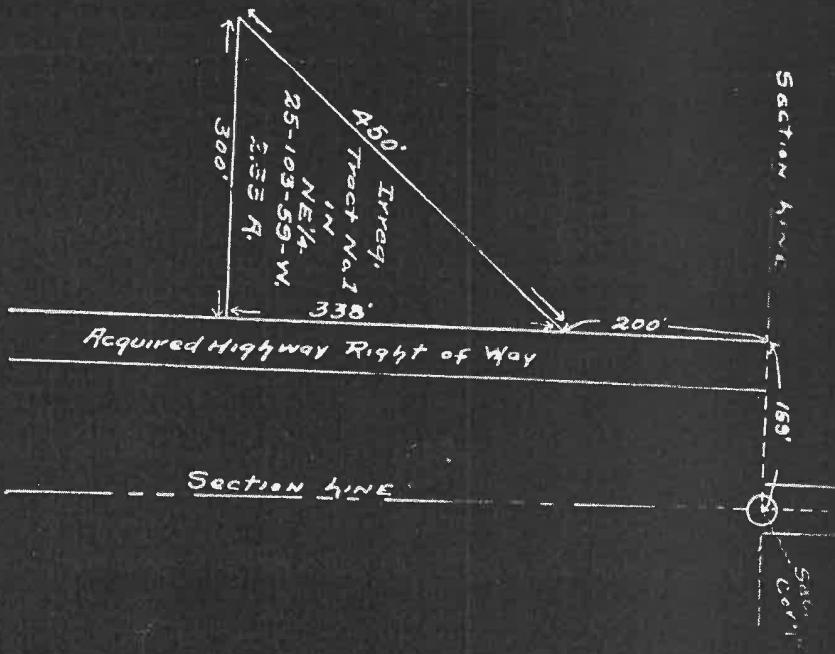 Section LINE
450'
Irreg.
Tract No.1
IN
NE¼
25-103-59-W.
2.33 A.
300'
338'
200'
Acquired Highway Right of Way
Section LINE